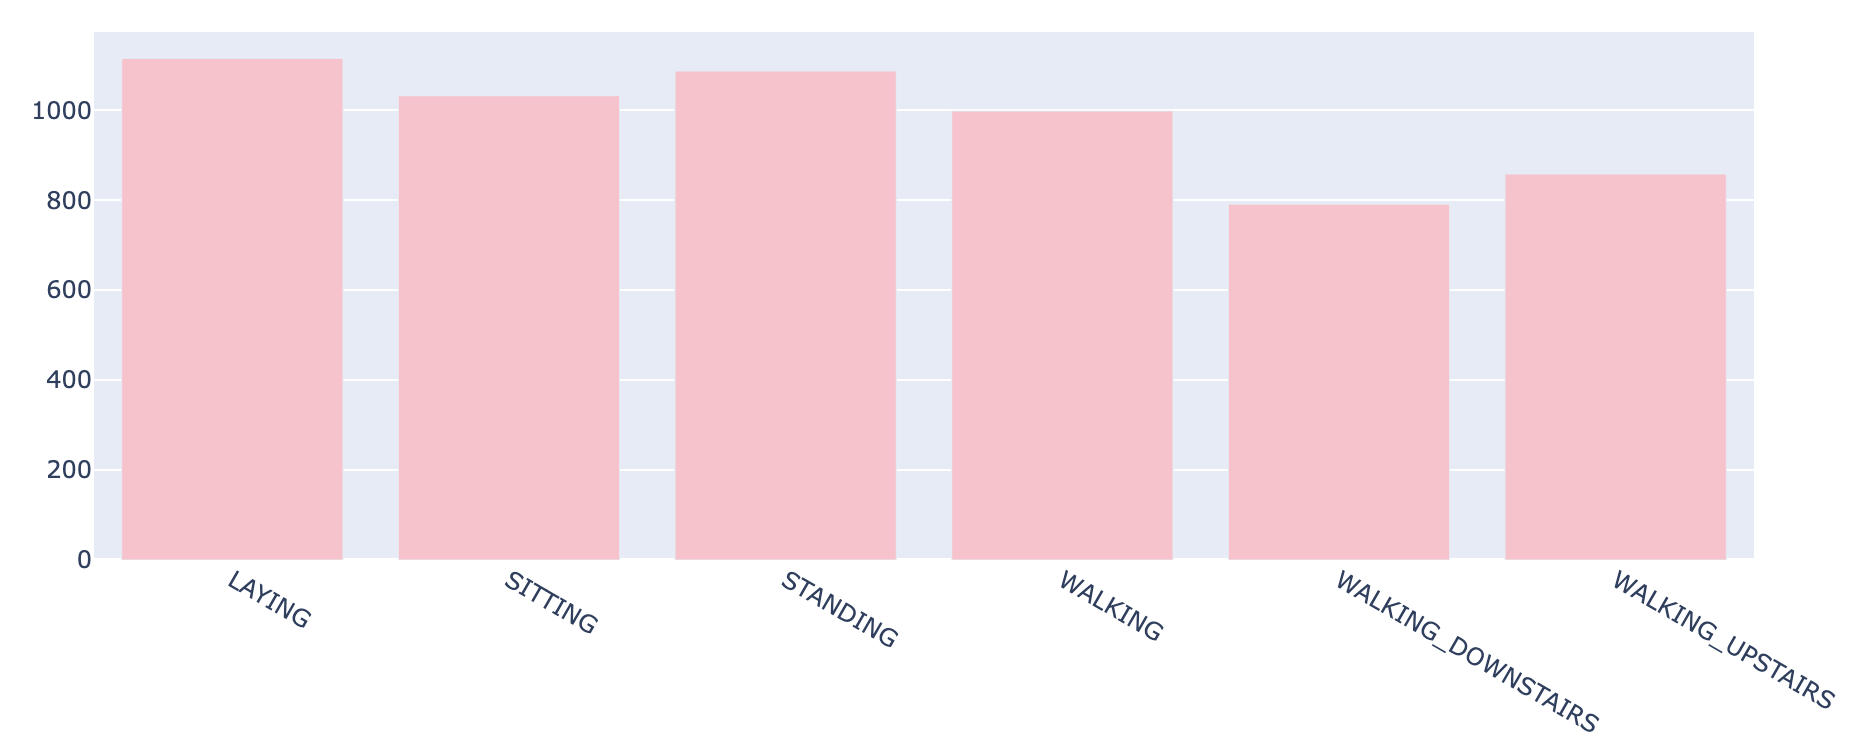 1000
800
600
400
200
0
LAYING
SITTING
STANDING
WALKING
WALKING_DOWNSTAIRS
WALKING_UPSTAIRS